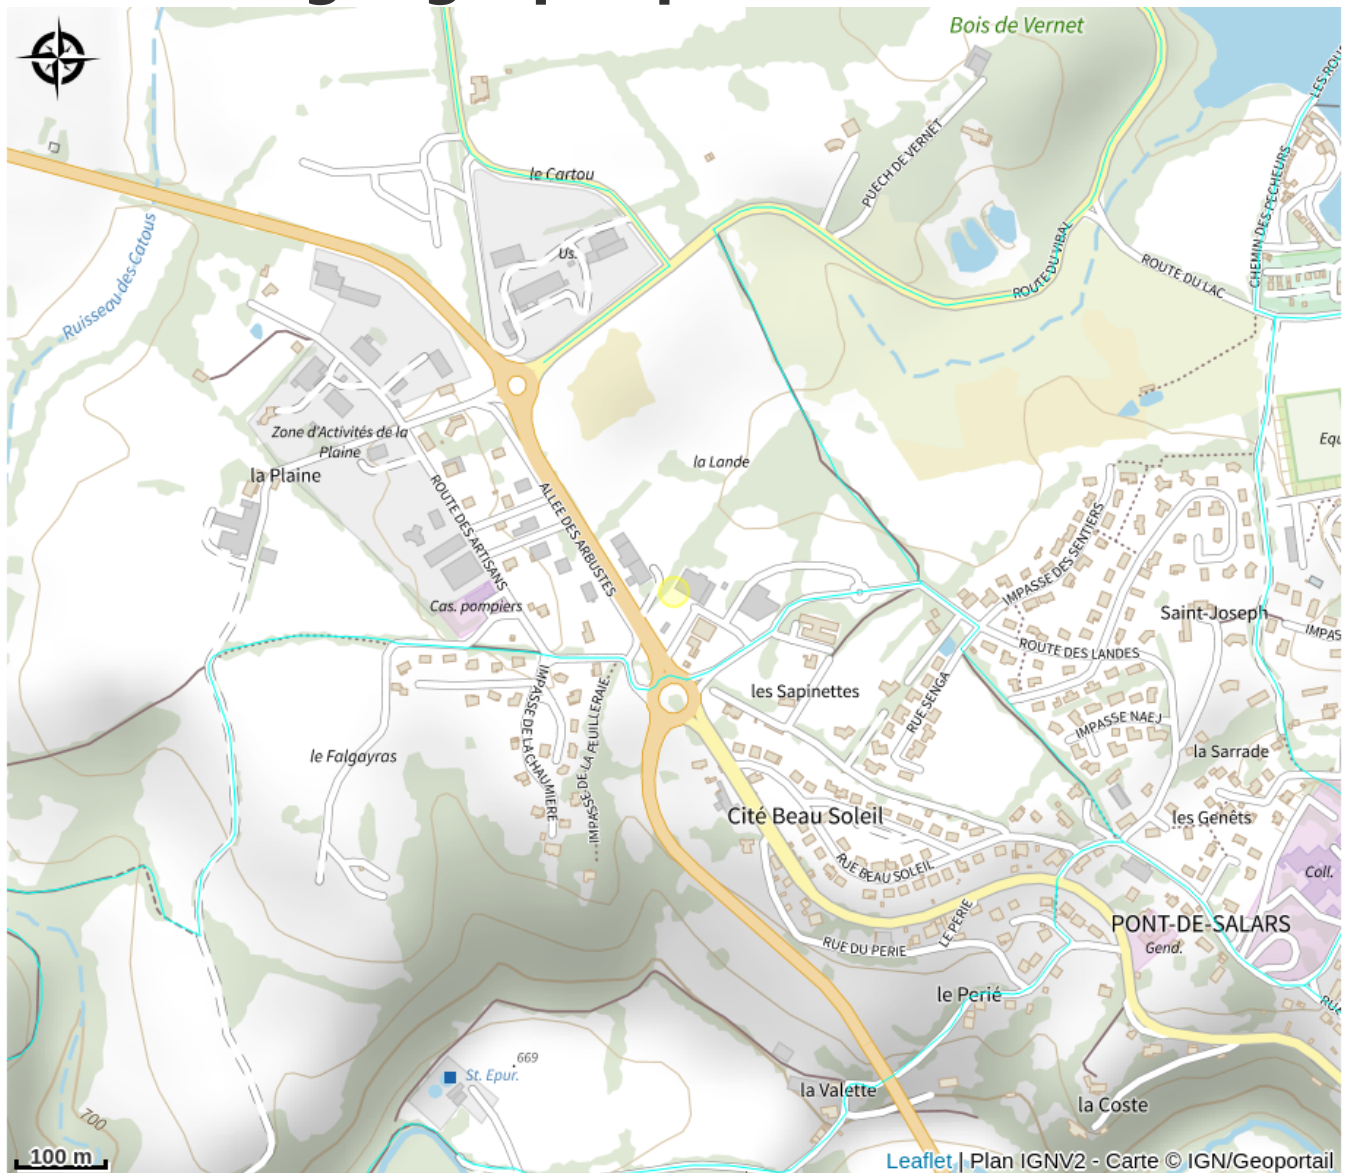 Bois de Vernet
LES ROU
PUECH DE VERNET
CHEMIN DES PECHEURS
le Cartou
Ruisseau des Catous
Us.
ROUTE DU VIBAL
ROUTE DU LAC
Zone d'Activités de la
Plaine
Equ
la Lande
la Plaine
ROUTE DES ARTISANS
ALLEE DES ARBUSTES
IMPASSE DES SENTIERS
Cas. pompiers
Saint-Joseph
IMPAS
ROUTE DES LANDES
les Sapinettes
IMPASSE DE LA CHAUMIERE
IMPASSE DE LA FEUILLERAIE
RUE SENGA
IMPASSE NAEJ
le Falgayras
la Sarrade
Cité Beau Soleil
les Genêts
RUE BEAU SOLEIL
Coll.
PONT-DE-SALARS
LE PERIE
RUE DU PERIE
Gend.
le Perié
RUE
669
St. Epur.
la Valette
la Coste
700
100 m
Leaflet | Plan IGNV2 - Carte © IGN/Geoportail